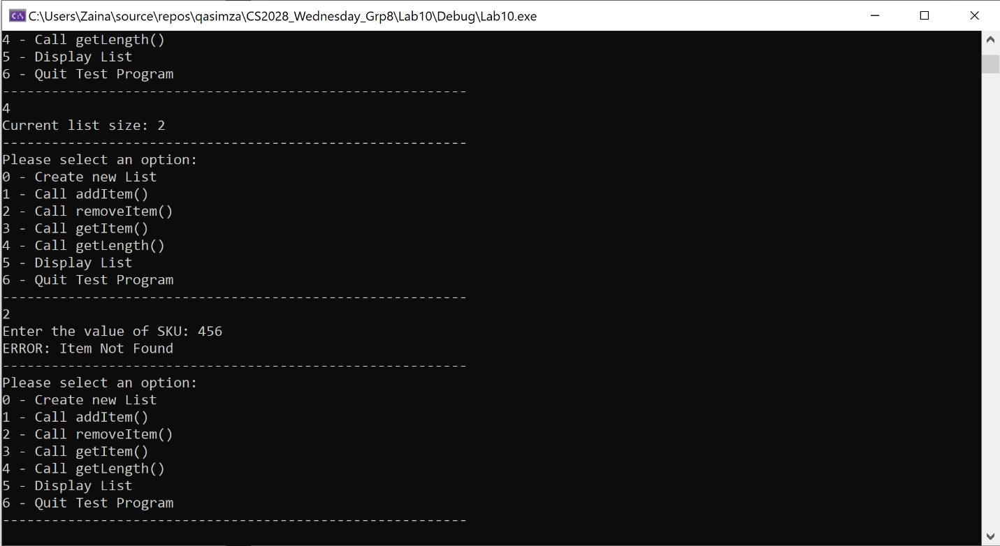 C:\Users\Zaina\source\repos\qasimza\CS2028_Wednesday_Grp8\Lab10\Debug\Lab10.exe
4 - Call getLength()
5 - Display List
6 - Quit Test Program
---------------------------------------------------------
4
Current list size: 2
---------------------------------------------------------
Please select an option:
0 - Create new List
1 - Call addItem()
2 - Call removeItem()
3 - Call getItem()
4 - Call getLength()
5 - Display List
6 - Quit Test Program
---------------------------------------------------------
2
Enter the value of SKU: 456
ERROR: Item Not Found
---------------------------------------------------------
Please select an option:
0 - Create new List
1 - Call addItem()
2 - Call removeItem()
3 - Call getItem()
4 - Call getLength()
5 - Display List
6 - Quit Test Program
---------------------------------------------------------